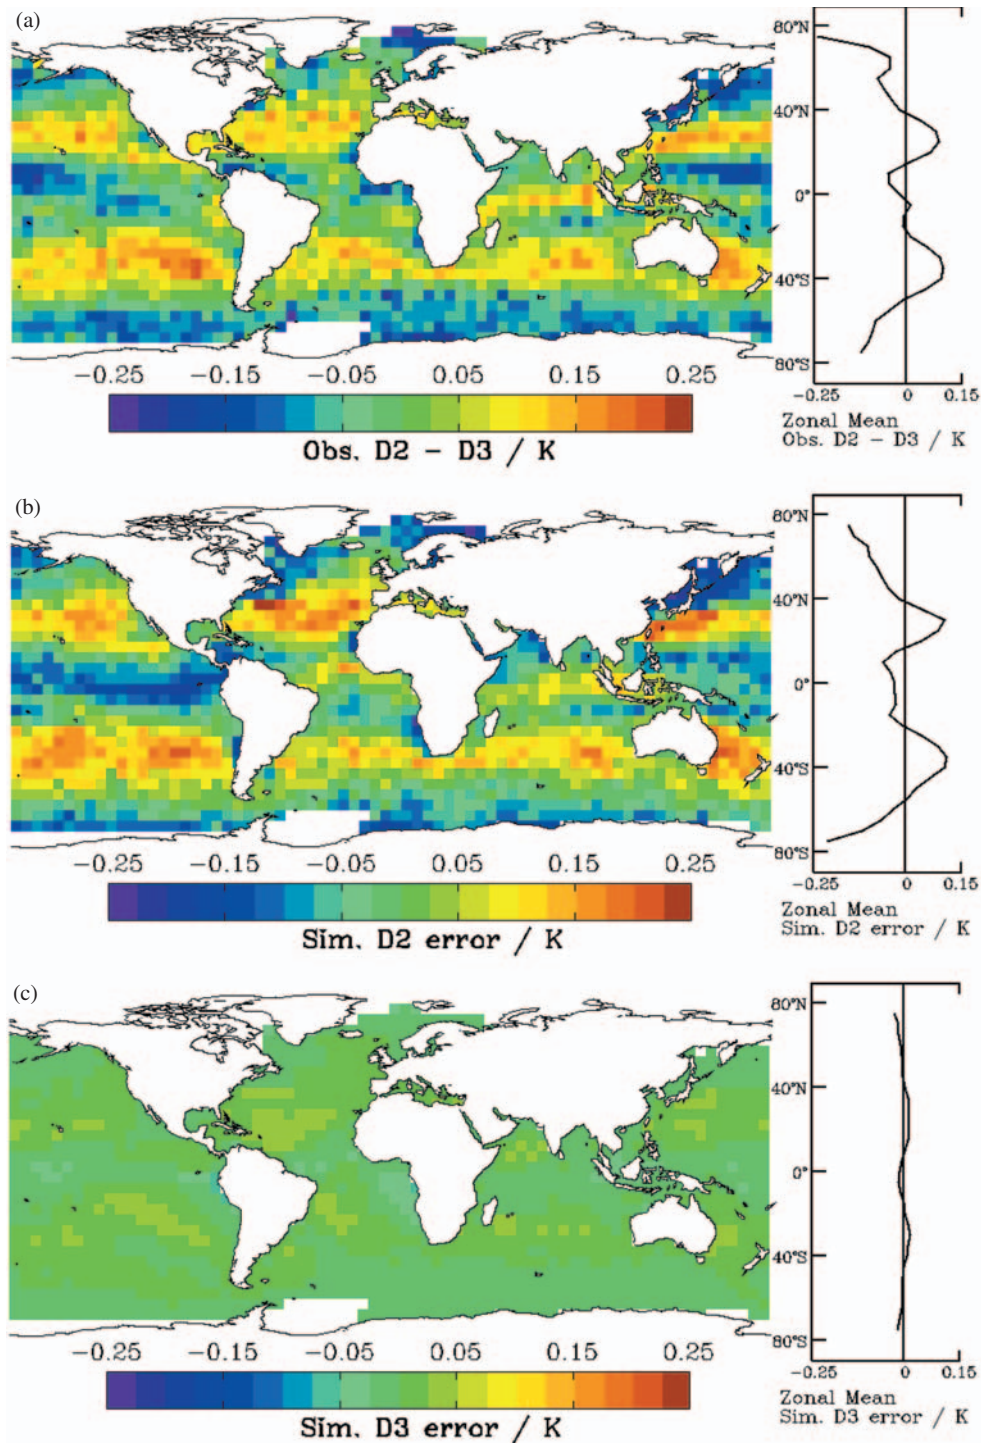 (a)
80°N
40°N
0°
40°S
80°S
-0.25 -0.15 -0.05 0.05 0.15 0.25
Obs. D2 - D3 / K
-0.25 0 0.15
Zonal Mean
Obs. D2 - D3 / K
(b)
80°N
40°N
0°
40°S
80°S
-0.25 -0.15 -0.05 0.05 0.15 0.25
Sim. D2 error / K
-0.25 0 0.15
Zonal Mean
Sim. D2 error / K
(c)
80°N
40°N
0°
40°S
80°S
-0.25 -0.15 -0.05 0.05 0.15 0.25
Sim. D3 error / K
-0.25 0 0.15
Zonal Mean
Sim. D3 error / K